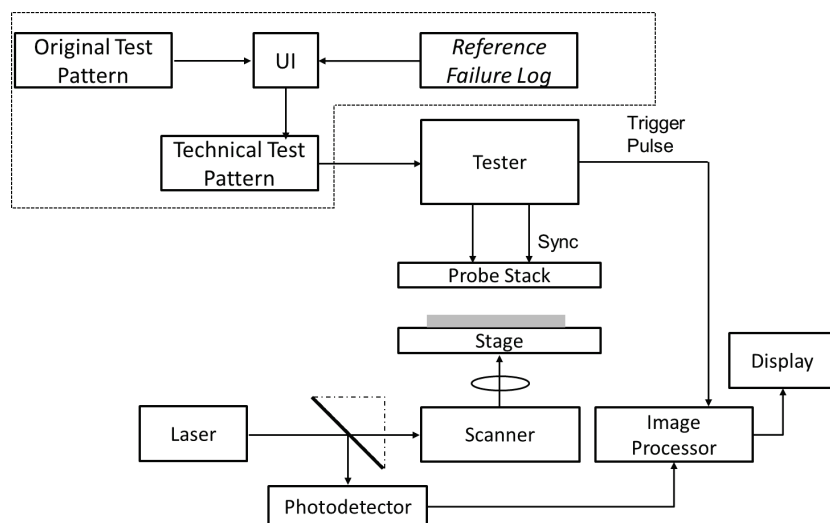 Original Test
Pattern
UI
Reference
Failure Log
Technical Test
Pattern
Tester
Trigger
Pulse
Sync
Probe Stack
Stage
Display
Laser
Scanner
Image
Processor
Photodetector